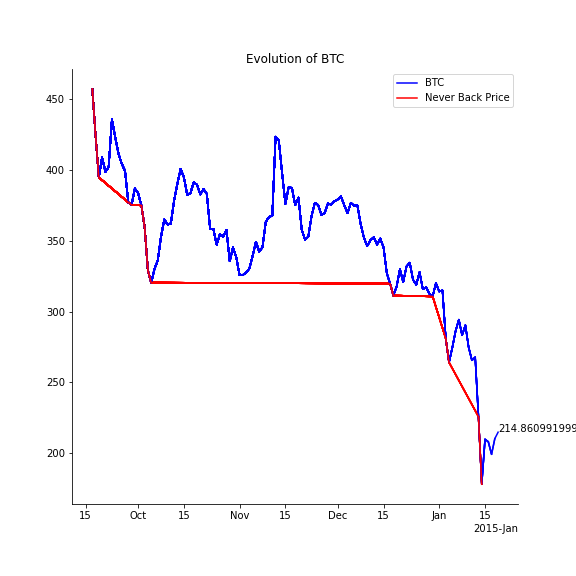 Evolution of BTC
BTC
Never Back Price
450
400
350
300
250
200
214.860991999
15
Oct
15
Nov
15
Dec
15
Jan
15
2015-Jan